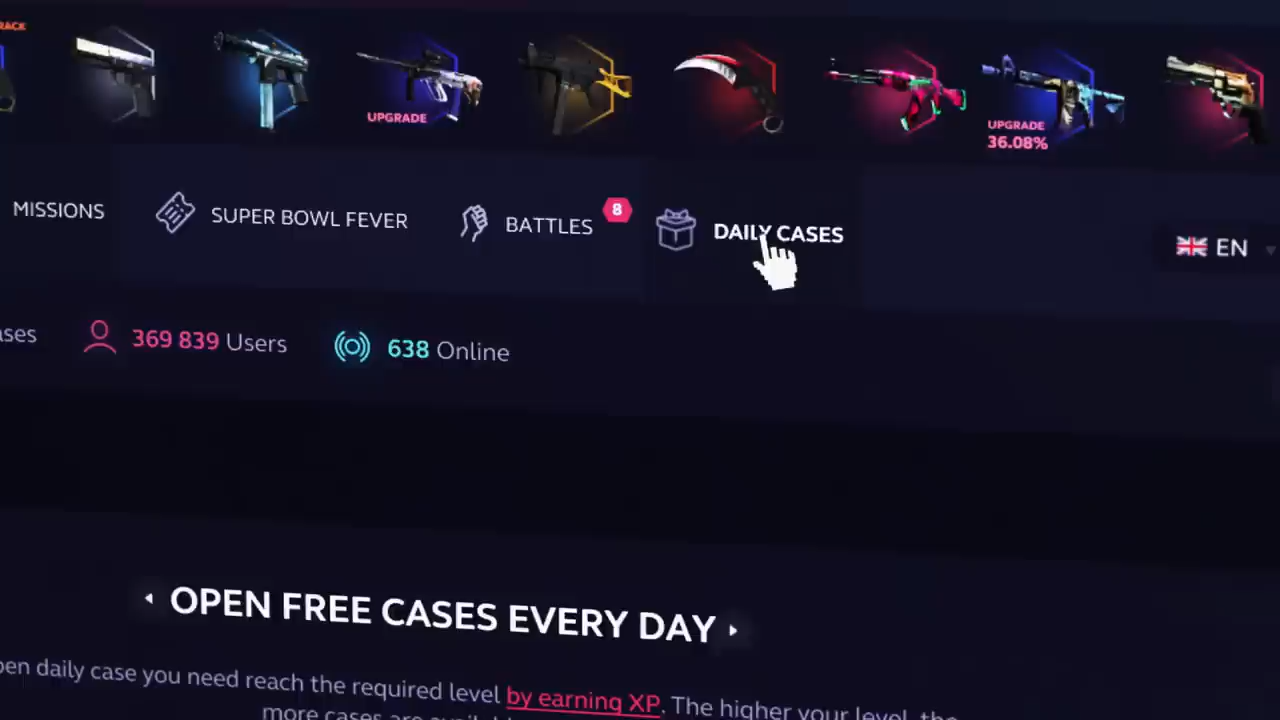 RACK
UPGRADE
UPGRADE
36.08%
MISSIONS
SUPER BOWL FEVER
BATTLES
8
DAILY CASES
EN
369 839 Users
638 Online
OPEN FREE CASES EVERY DAY
daily case you need reach the required level by earning XP. The higher your level, the
more cases are